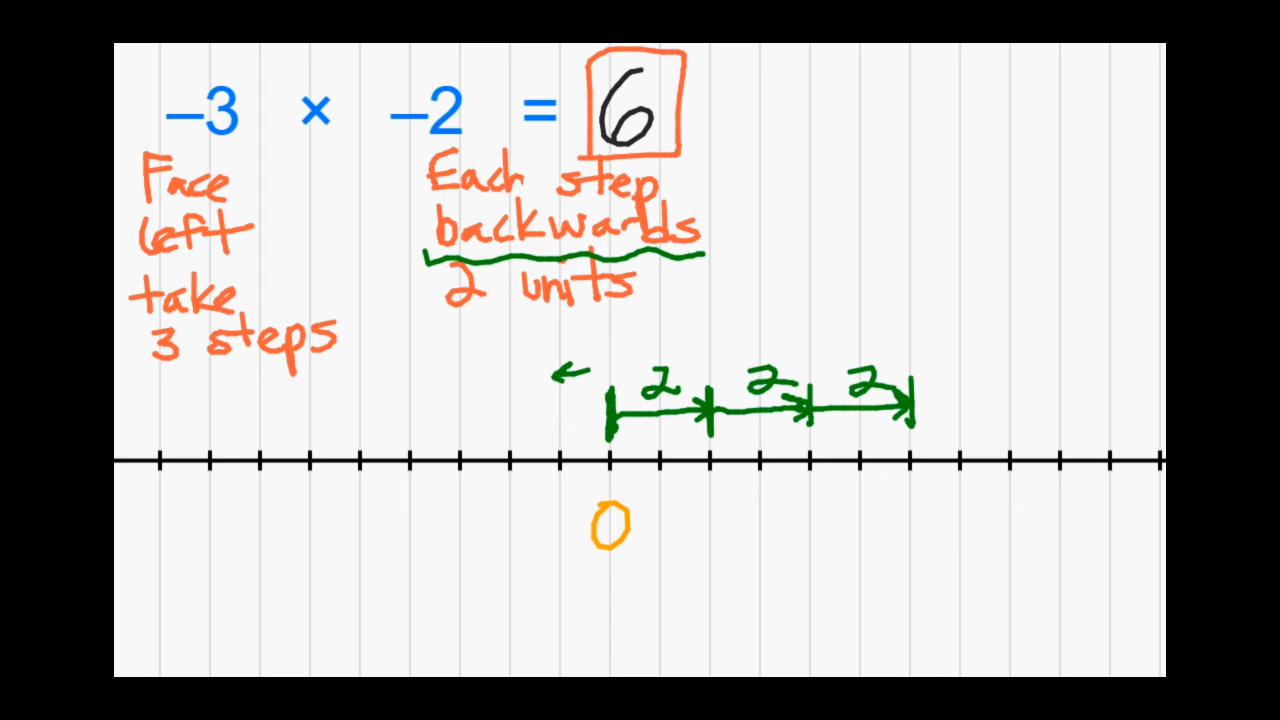 –3 × –2 = 6
Face
left
take
3 steps
Each step
backwards
2 units
2 2 2
0